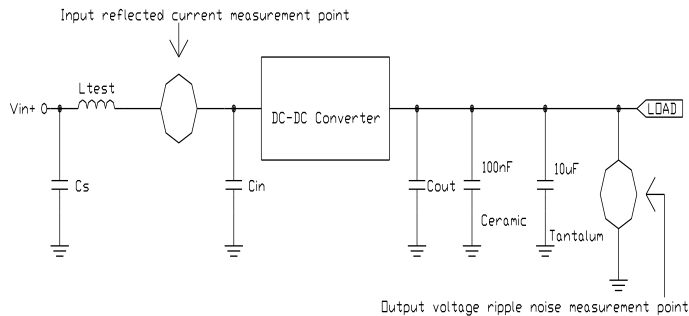 Input reflected current measurement point
Ltest
Vin+
DC-DC Converter
LOAD
Cs
Cin
Cout
100nF
Ceramic
10uF
Tantalum
Output voltage ripple noise measurement point